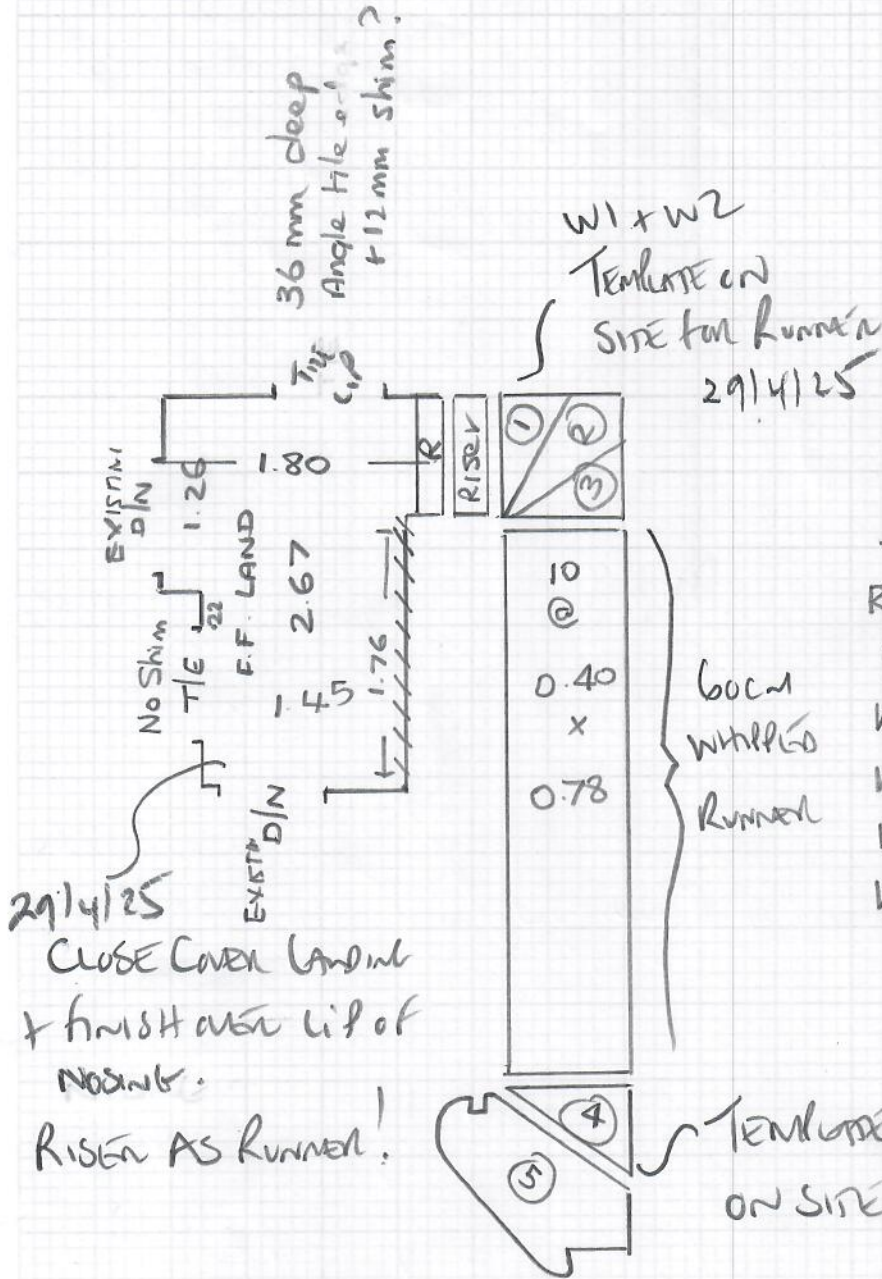 36 mm deep
Angle tile edge
+ 12 mm shim?
W1 + W2
TEMPLATE ON
SITE FOR RUNNER
29/4/25
TILE
LIP
EXISTING
D/N
1.26
1.80
R
RISER
1
2
3
No Shim
T/E
22
F.F. LAND
2.67
1.45
1.76
EXISTN
D/N
10
@
0.40
x
0.78
60CM
WHIPPED
RUNNER
R
29/4/25
CLOSE COVER LANDING
+ FINISH OVER LIP OF
NOSING.
RISER AS RUNNER!
4
5
TEMPLATE
ON SITE